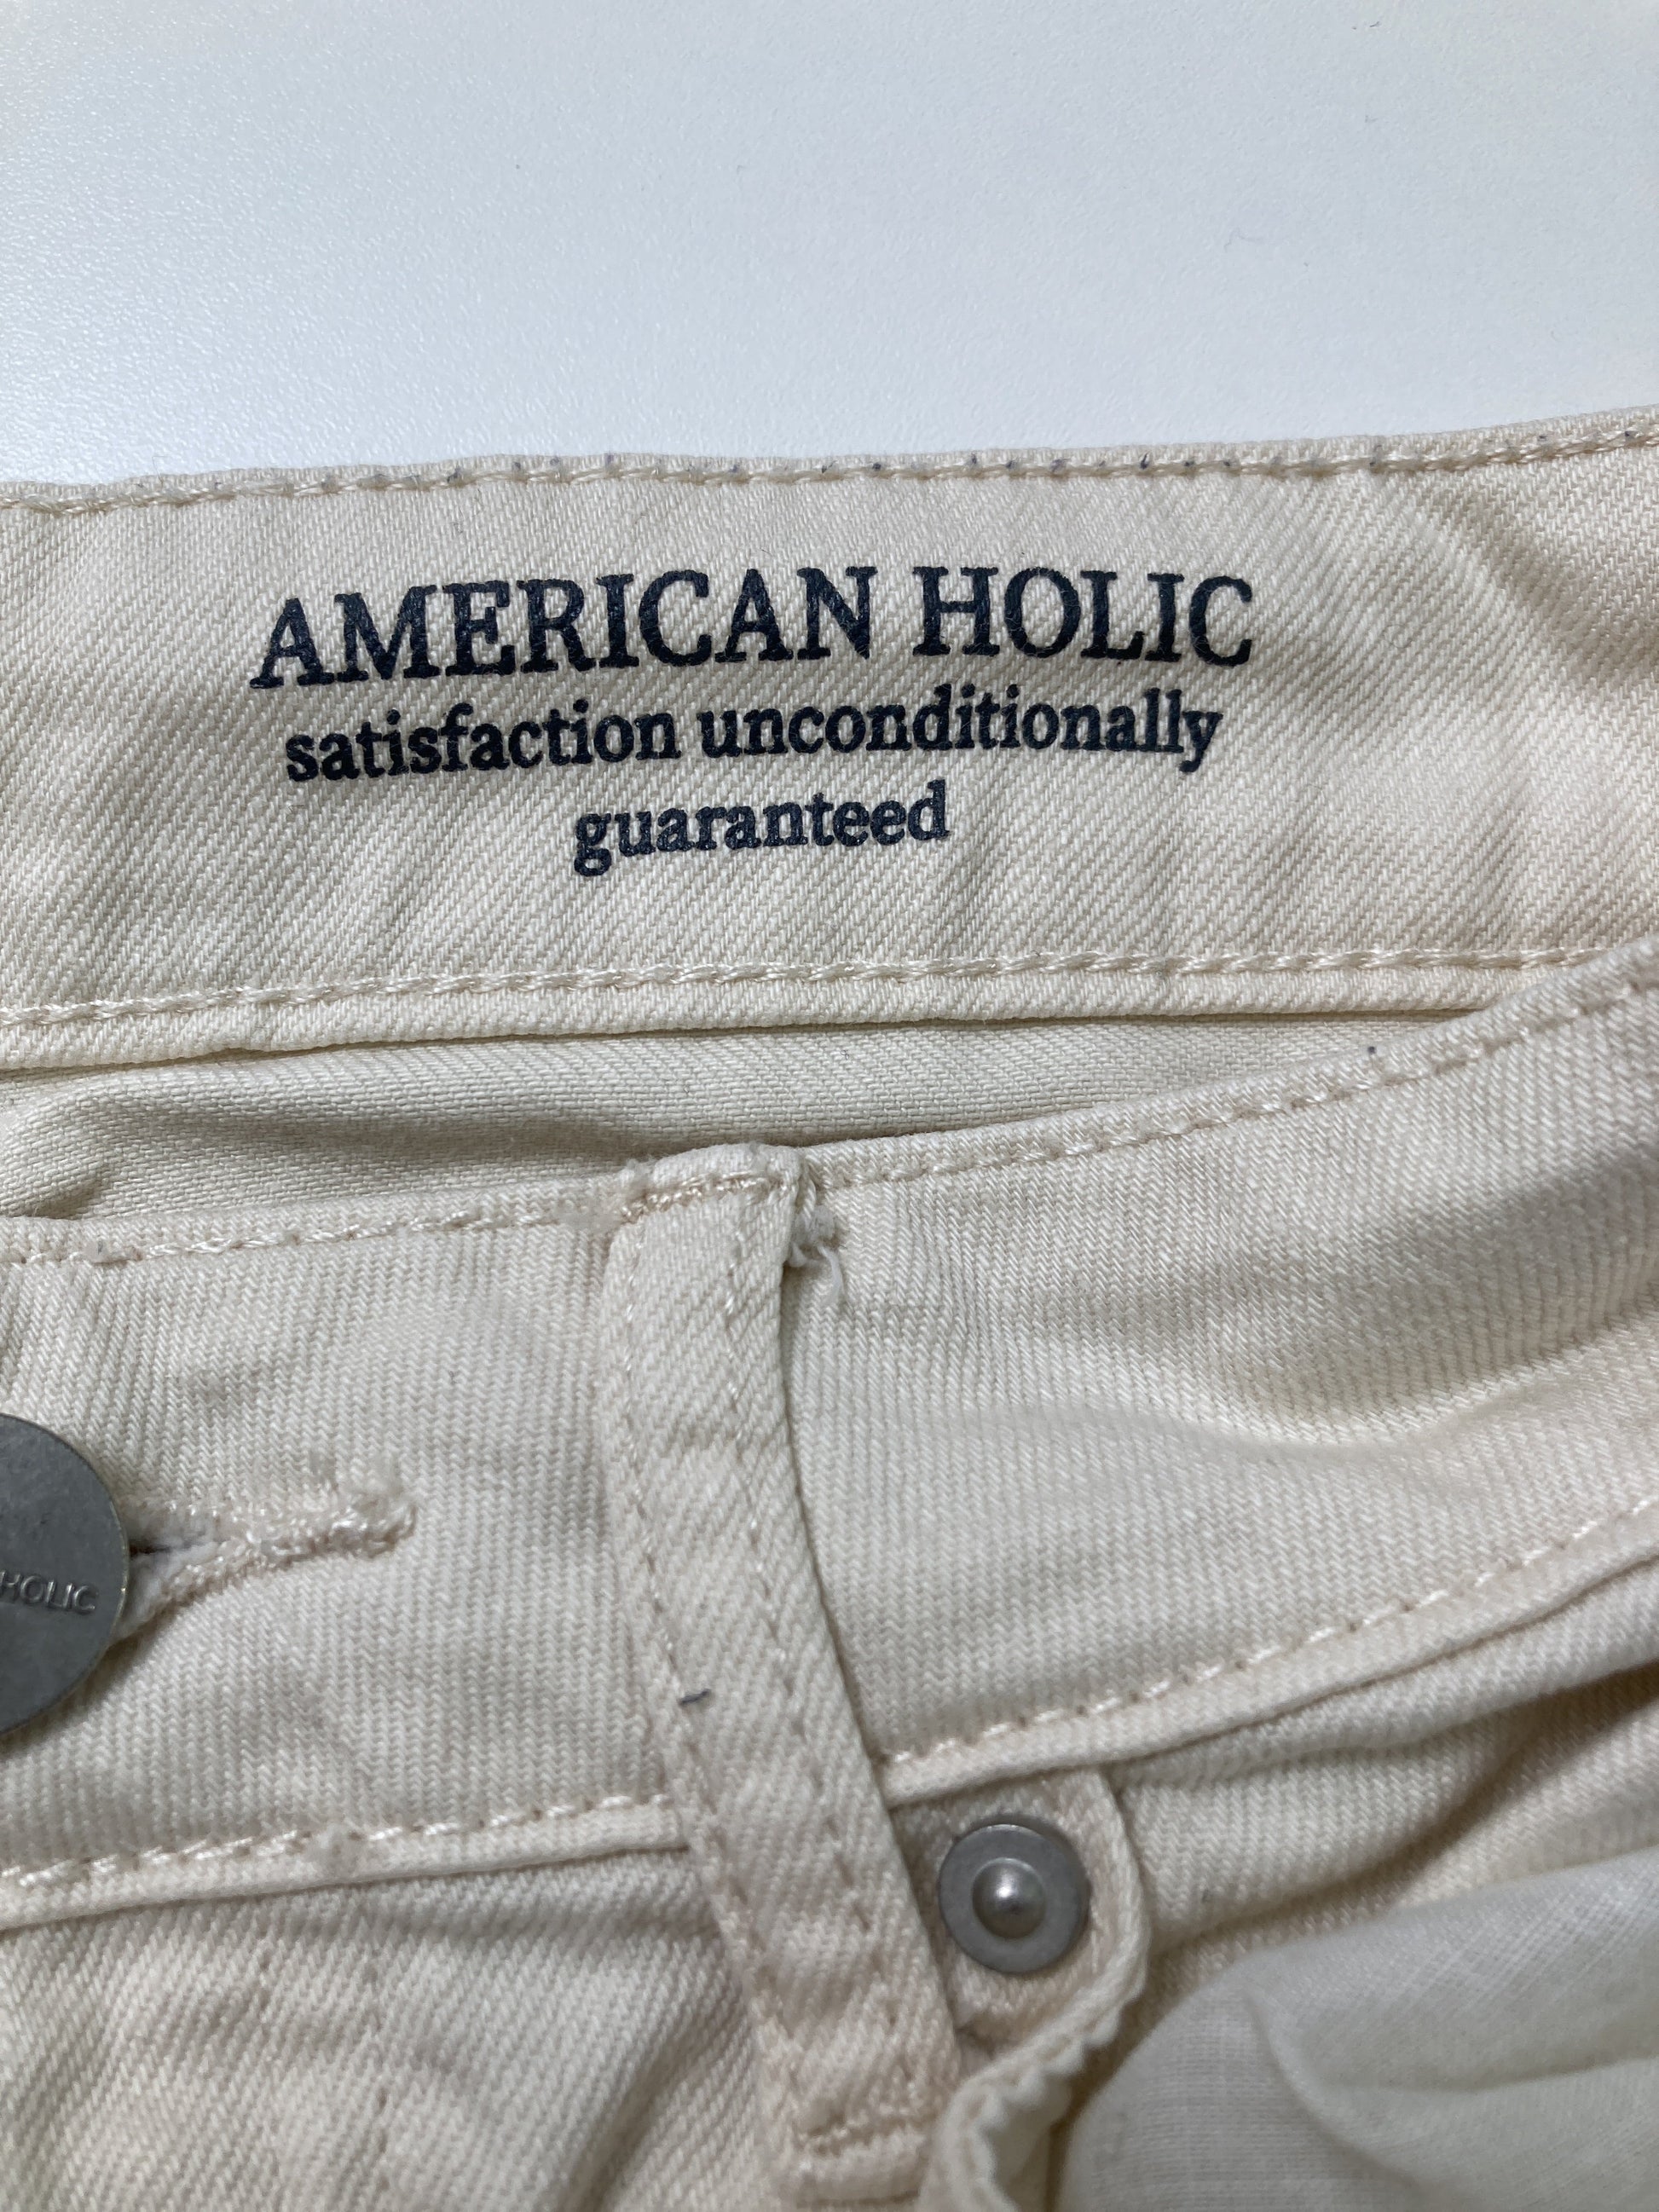 AMERICAN HOLIC
satisfaction unconditionally
guaranteed
HOLIC